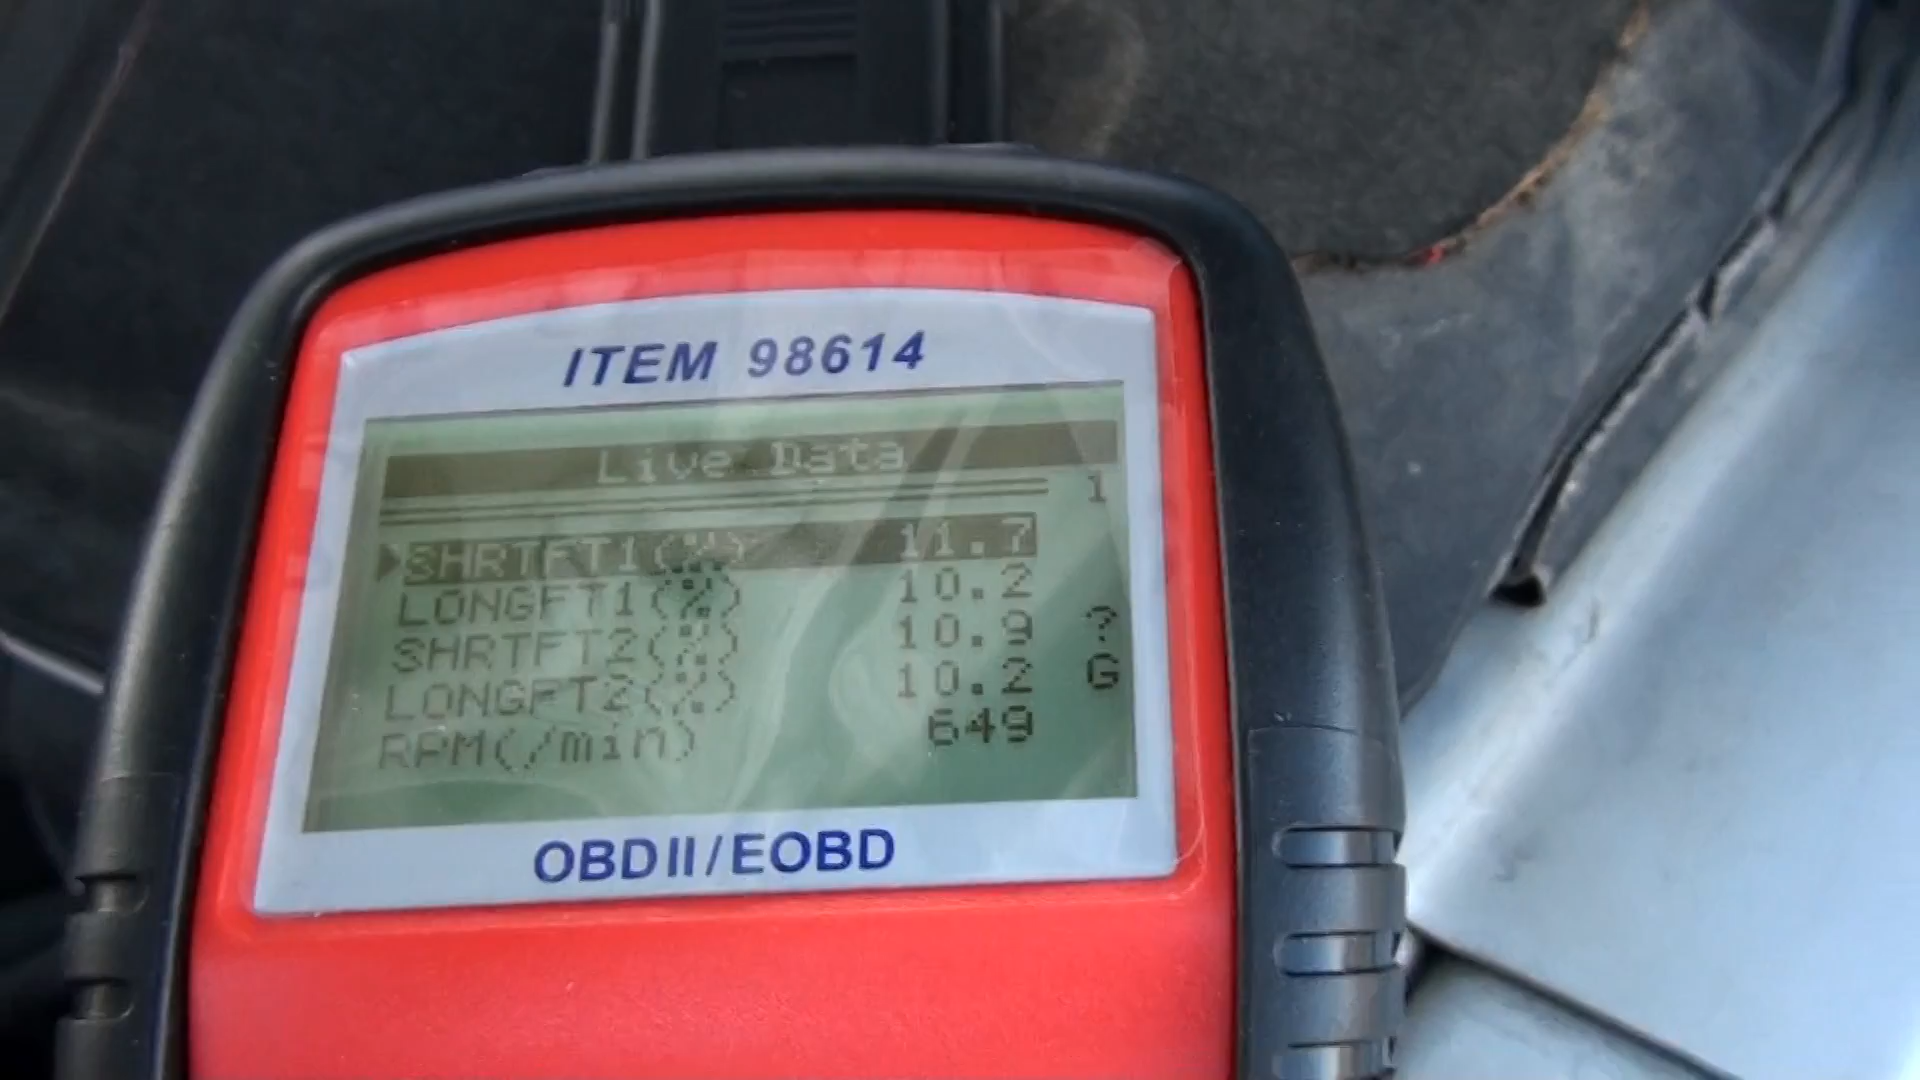 ITEM 98614
Live Data
1
SHRTFT1(%) 11.7
LONGFT1(%) 10.2
SHRTFT2(%) 10.9 ?
LONGFT2(%) 10.2 G
RPM(/min) 649
OBDII/EOBD